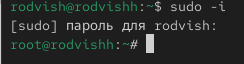 rodvish@rodvishh:~$ sudo -i
[sudo] пароль для rodvish:
root@rodvishh:~#